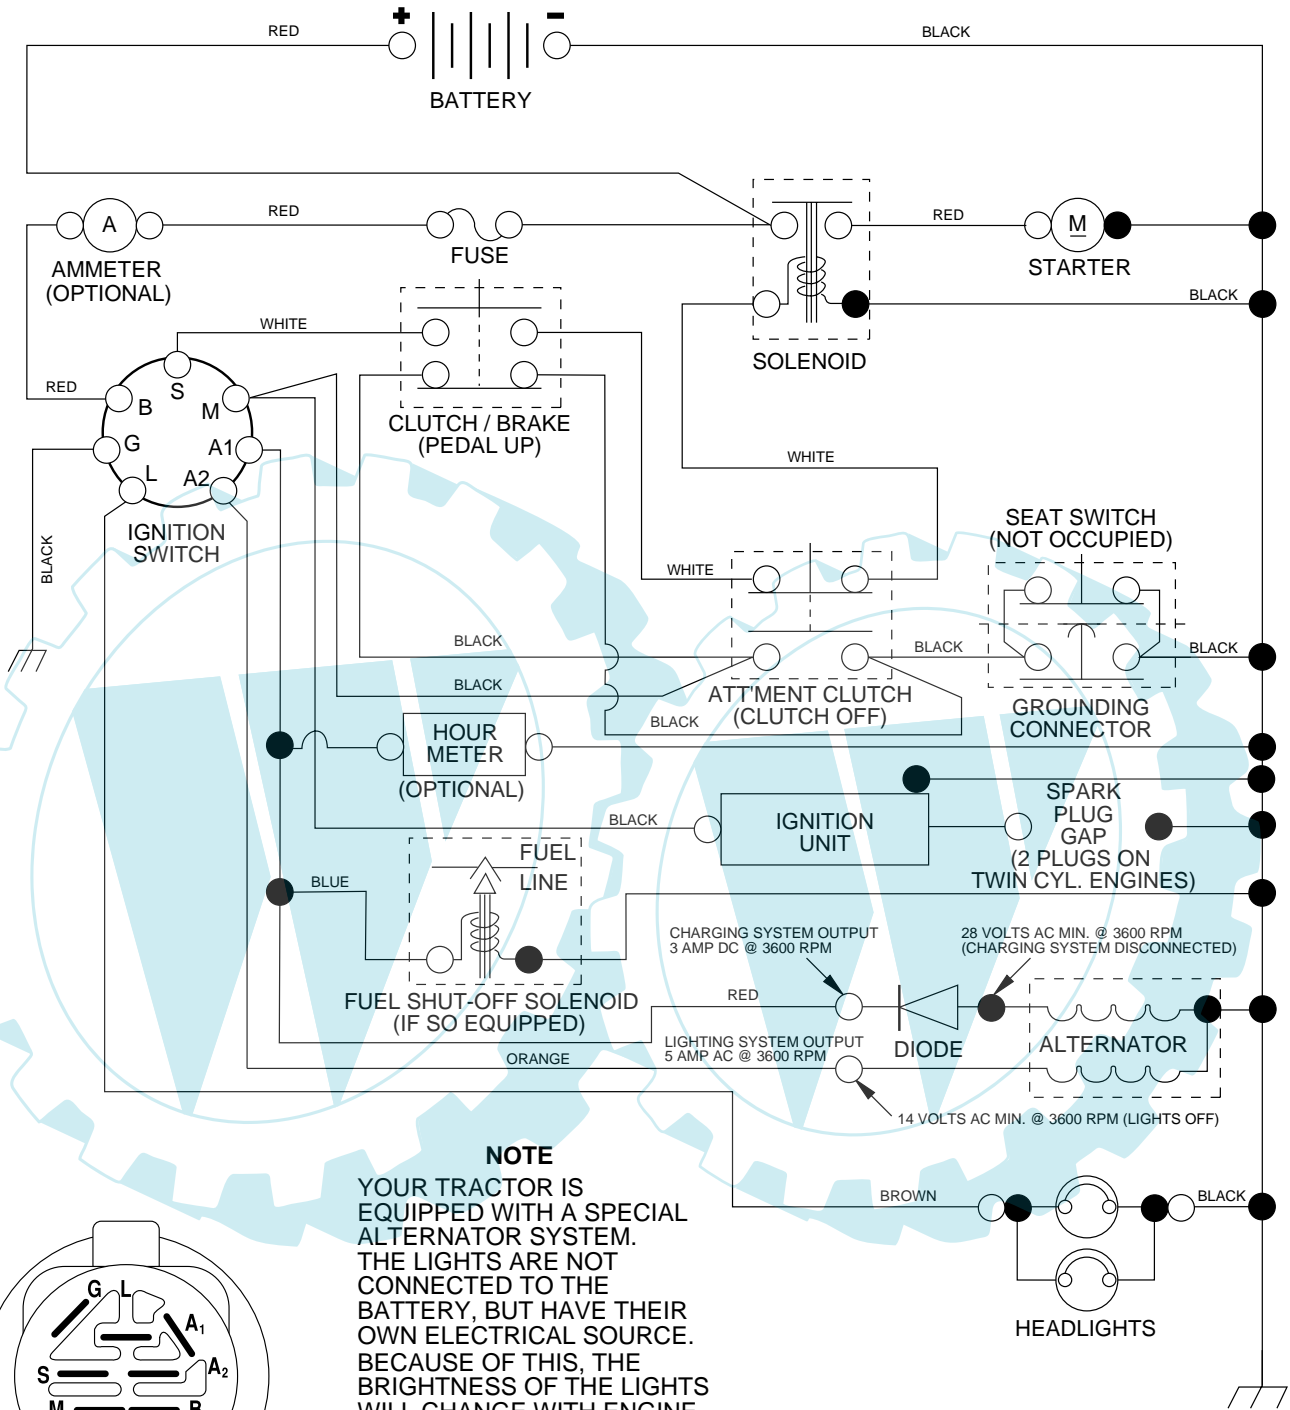 + -
RED
BLACK
BATTERY
A
RED
FUSE
RED
M
AMMETER
(OPTIONAL)
STARTER
BLACK
WHITE
SOLENOID
RED
S
B
M
G
A1
L
A2
CLUTCH / BRAKE
(PEDAL UP)
WHITE
IGNITION
SWITCH
BLACK
SEAT SWITCH
(NOT OCCUPIED)
WHITE
BLACK
BLACK
BLACK
BLACK
ATT'MENT CLUTCH
(CLUTCH OFF)
BLACK
GROUNDING
CONNECTOR
HOUR
METER
(OPTIONAL)
SPARK
PLUG
GAP
(2 PLUGS ON
TWIN CYL. ENGINES)
BLACK
IGNITION
UNIT
FUEL
LINE
BLUE
CHARGING SYSTEM OUTPUT
3 AMP DC @ 3600 RPM
28 VOLTS AC MIN. @ 3600 RPM
(CHARGING SYSTEM DISCONNECTED)
FUEL SHUT-OFF SOLENOID
(IF SO EQUIPPED)
RED
LIGHTING SYSTEM OUTPUT
5 AMP AC @ 3600 RPM
DIODE
ALTERNATOR
ORANGE
14 VOLTS AC MIN. @ 3600 RPM (LIGHTS OFF)
NOTE
YOUR TRACTOR IS
EQUIPPED WITH A SPECIAL
ALTERNATOR SYSTEM.
THE LIGHTS ARE NOT
CONNECTED TO THE
BATTERY, BUT HAVE THEIR
OWN ELECTRICAL SOURCE.
BECAUSE OF THIS, THE
BRIGHTNESS OF THE LIGHTS
WILL CHANGE WITH ENGINE
BROWN
BLACK
HEADLIGHTS
G L
A1
S
A2
M
B